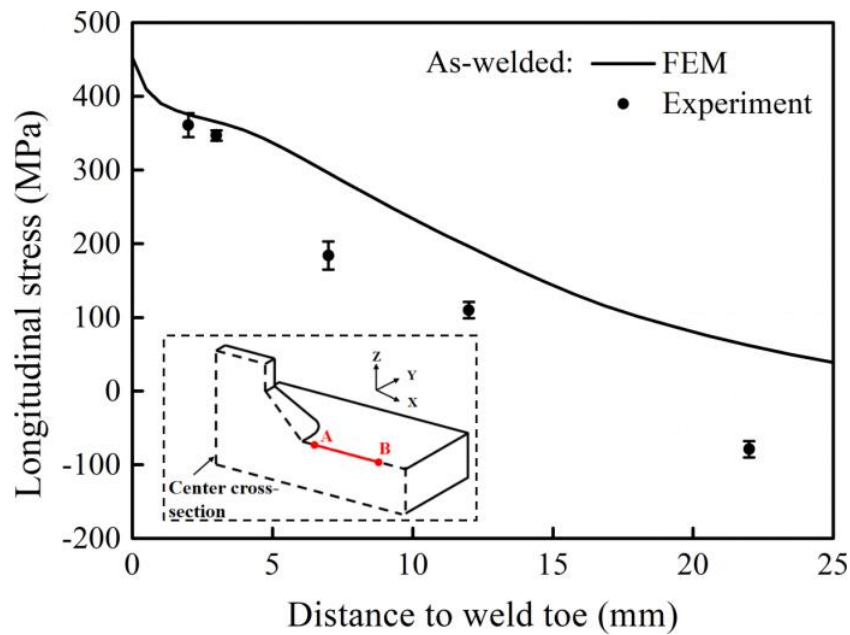 500
400
300
200
100
0
-100
-200
Longitudinal stress (MPa)
As-welded: FEM
Experiment
Z
Y
X
A
B
Center cross-
section
0 5 10 15 20 25
Distance to weld toe (mm)